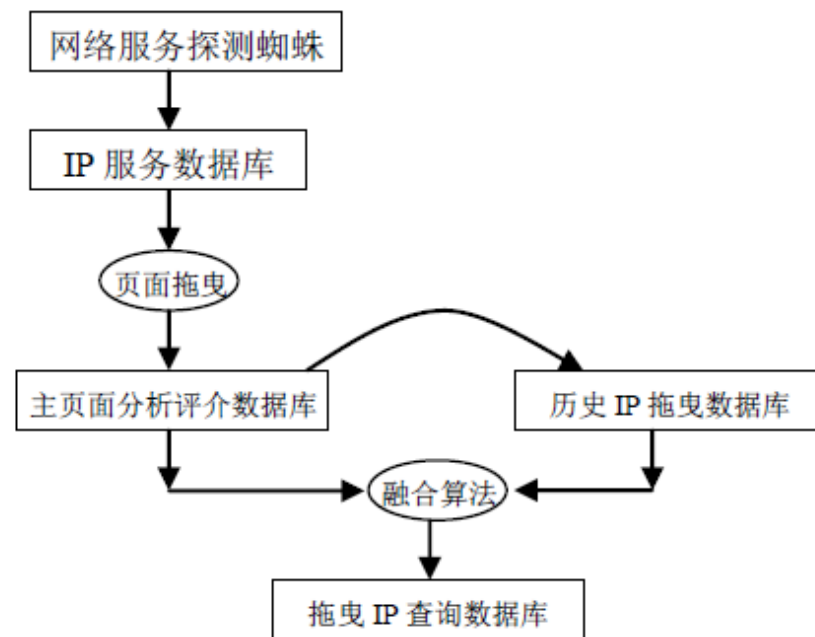 网络服务探测蜘蛛
IP 服务数据库
页面拖曳
主页面分析评介数据库
历史 IP 拖曳数据库
融合算法
拖曳 IP 查询数据库